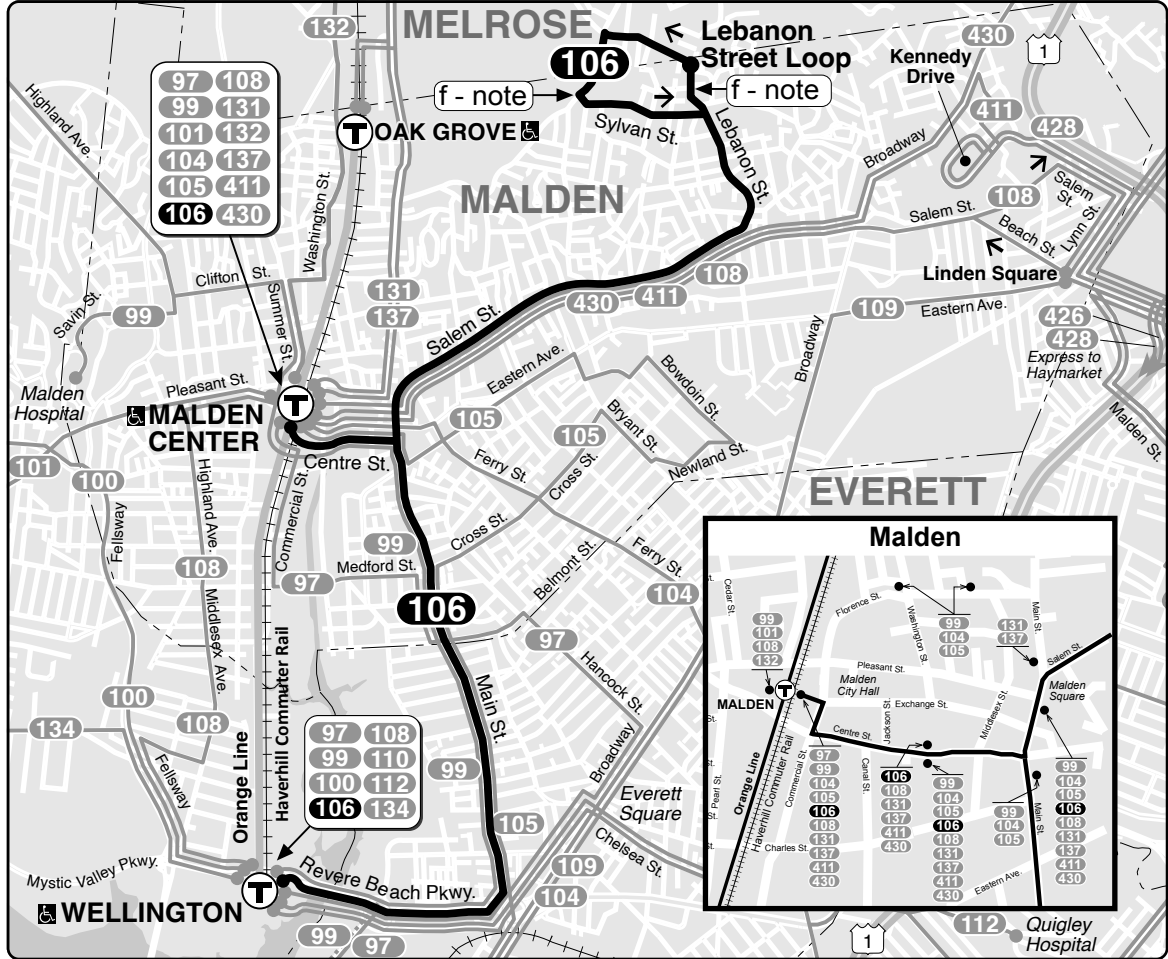 MELROSE
132
430
1
Lebanon
Street Loop
Kennedy
Drive
106
97 108
99 131
101 132
104 137
105 411
106 430
f - note
f - note
Highland Ave.
T OAK GROVE
Sylvan St.
Lebanon St.
Broadway
411
428
Washington St.
MALDEN
108
Salem St.
Salem St.
Beach St.
Lynn St.
Clifton St.
Summer St.
131
137
108
Linden Square
Savin St.
99
430
411
109
Eastern Ave.
Salem St.
426
428
Express to
Haymarket
Broadway
Malden
Hospital
Pleasant St.
T
MALDEN
CENTER
Eastern Ave.
Bowdoin St.
105
105
Bryant St.
Malden St.
101
100
Centre St.
Ferry St.
Cross St.
Newland St.
Highland Ave.
Commercial St.
EVERETT
Fellsway
99
Cross St.
108
97
Medford St.
Belmont St.
Ferry St.
104
106
Middlesex Ave.
Haverhill Commuter Rail
97
Hancock St.
100
Main St.
134
108
97 108
99 110
100 112
106 134
99
Broadway
Fellsway
Orange Line
Everett
Square
105
Chelsea St.
Mystic Valley Pkwy.
Revere Beach Pkwy.
109
104
T
WELLINGTON
99
97
112
Quigley
Hospital
1
Malden
Cedar St.
Florence St.
Washington St.
Main St.
99
101
108
132
99
104
105
131
137
Salem St.
Pleasant St.
Malden
City Hall
Malden
Square
MALDEN T
Exchange St.
Jackson St.
Middlesex St.
Centre St.
Pearl St.
Orange Line
Haverhill Commuter Rail
Commercial St.
Canal St.
Charles St.
Main St.
Eastern Ave.
97
99
104
105
106
108
131
137
411
430
106
108
131
137
411
430
99
104
105
106
108
131
137
411
430
99
104
105
99
104
105
106
108
131
137
411
430